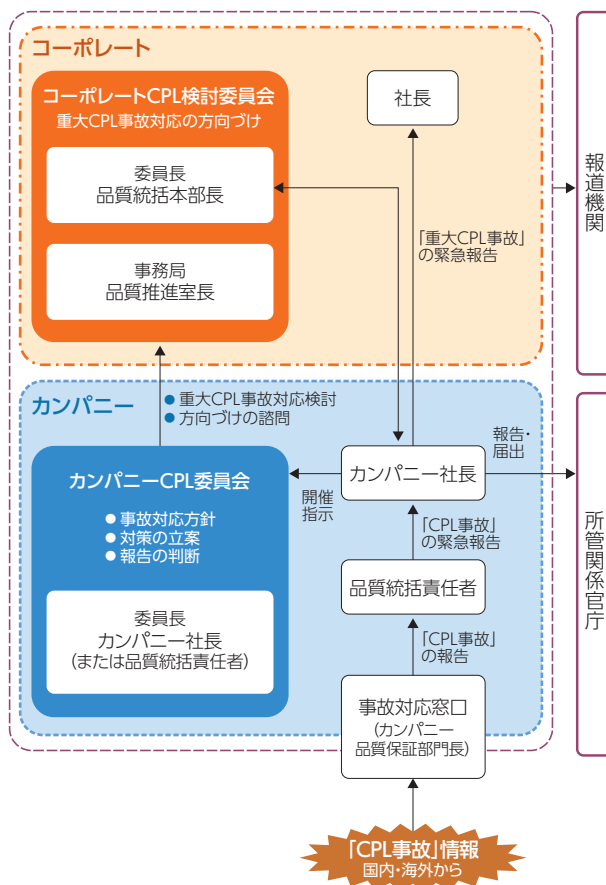 コーポレート
コーポレートCPL検討委員会
重大CPL事故対応の方向づけ
委員長
品質統括本部長
事務局
品質推進室長
社長
「重大CPL事故」
の緊急報告
報道機関
カンパニー
● 重大CPL事故対応検討
● 方向づけの諮問
カンパニーCPL委員会
● 事故対応方針
● 対策の立案
● 報告の判断
委員長
カンパニー社長
(または品質統括責任者)
開催
指示
カンパニー社長
報告・
届出
所管関係官庁
「CPL事故」
の緊急報告
品質統括責任者
「CPL事故」
の報告
事故対応窓口
(カンパニー
品質保証部門長)
「CPL事故」情報
国内・海外から